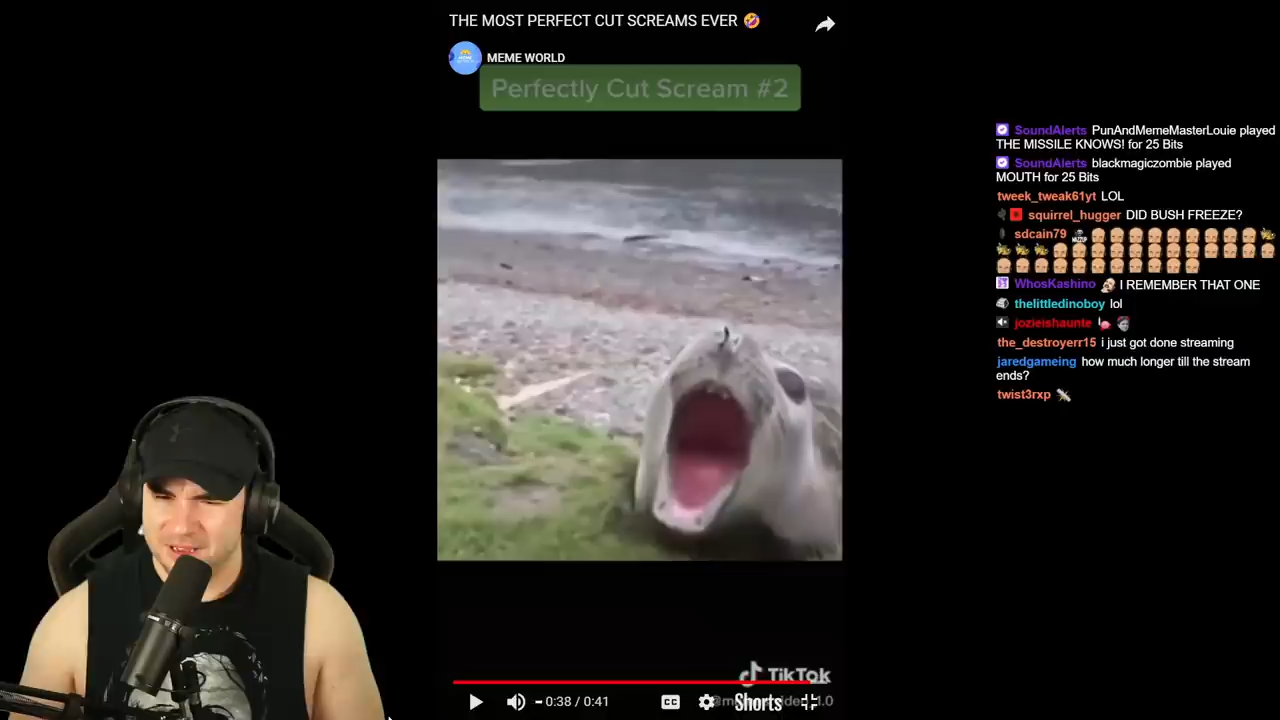 THE MOST PERFECT CUT SCREAMS EVER 🤣
MEME WORLD
Perfectly Cut Scream #2
SoundAlerts PunAndMemeMasterLouie played
THE MISSILE KNOWS! for 25 Bits
SoundAlerts blackmagiczombie played
MOUTH for 25 Bits
tweek_tweak61yt LOL
squirrel_hugger DID BUSH FREEZE?
sdcain79
WhosKashino I REMEMBER THAT ONE
thelittledinoboy lol
jozieishaunte
the_destroyerr15 i just got done streaming
jaredgameing how much longer till the stream
ends?
twist3rxp
TikTok
0:38 / 0:41
CC
Shorts